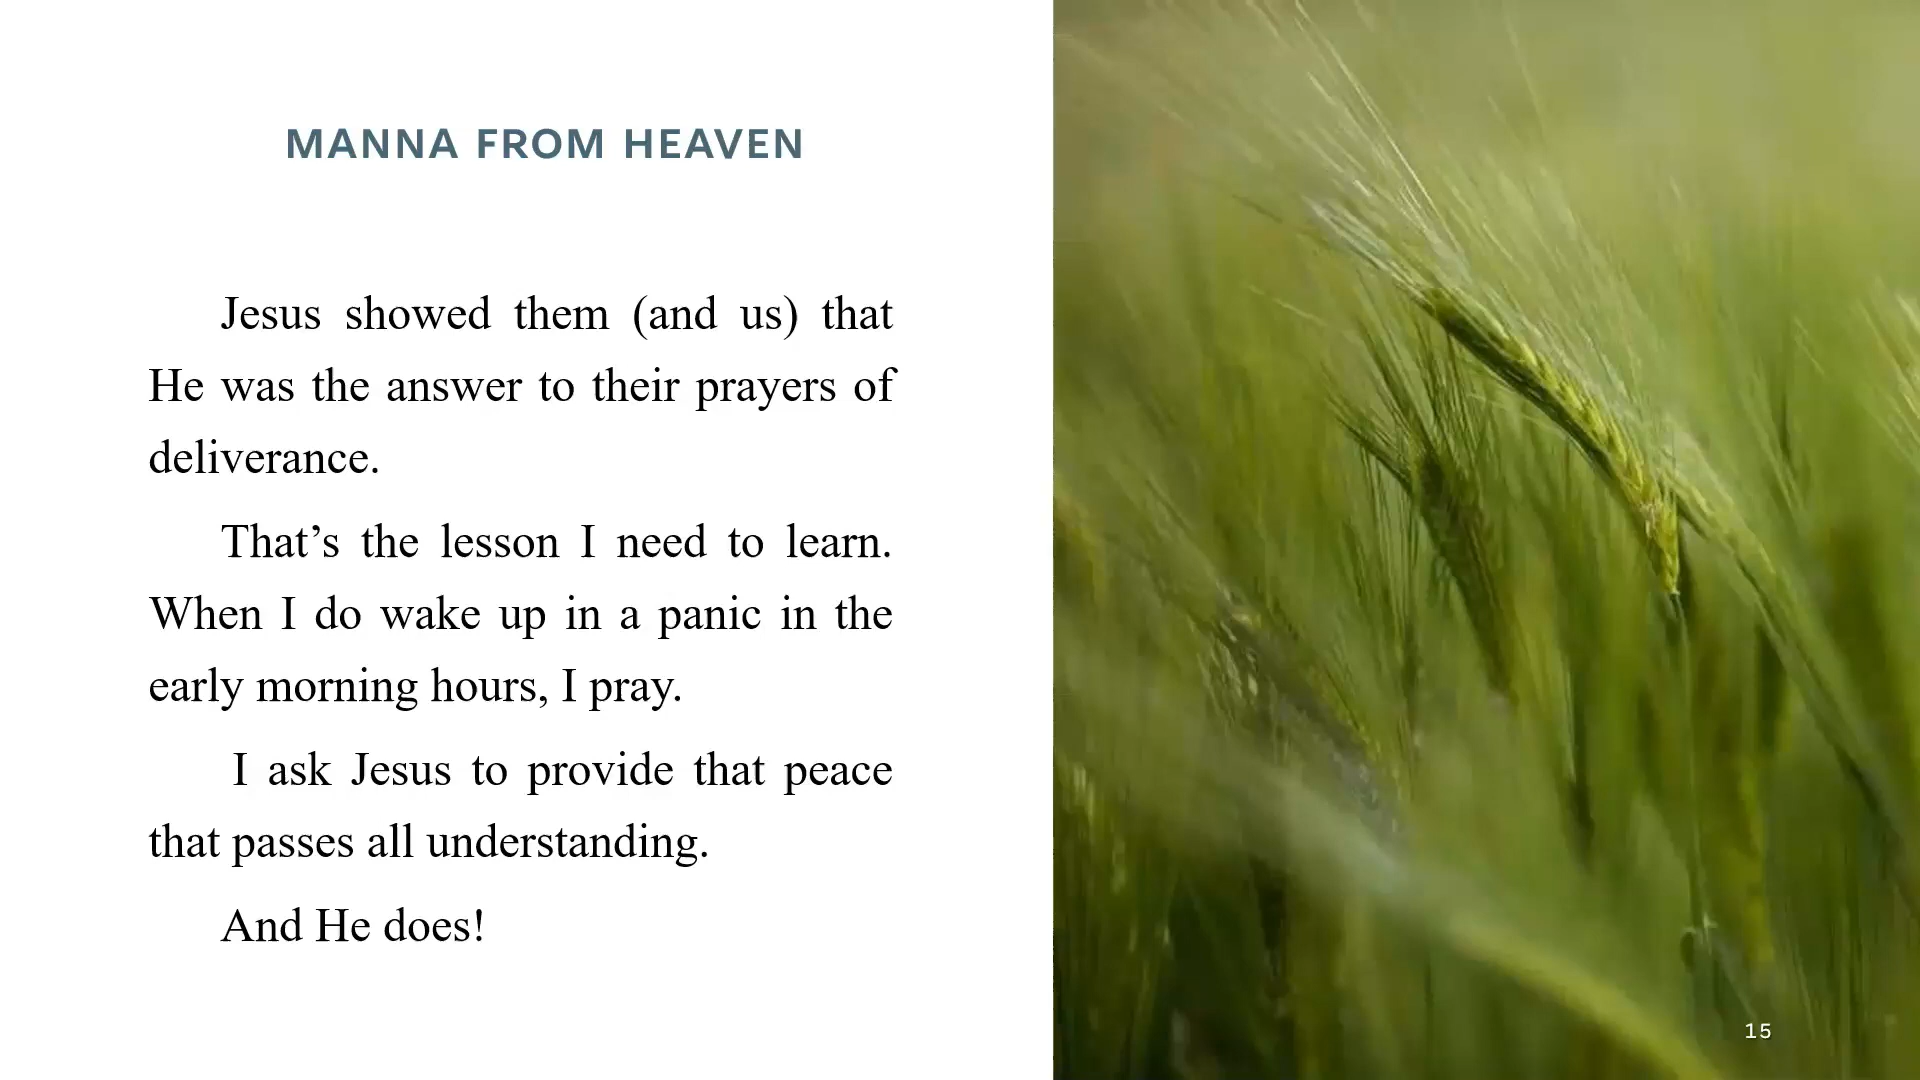 MANNA FROM HEAVEN
Jesus showed them (and us) that
He was the answer to their prayers of
deliverance.
That’s the lesson I need to learn.
When I do wake up in a panic in the
early morning hours, I pray.
I ask Jesus to provide that peace
that passes all understanding.
And He does!
15